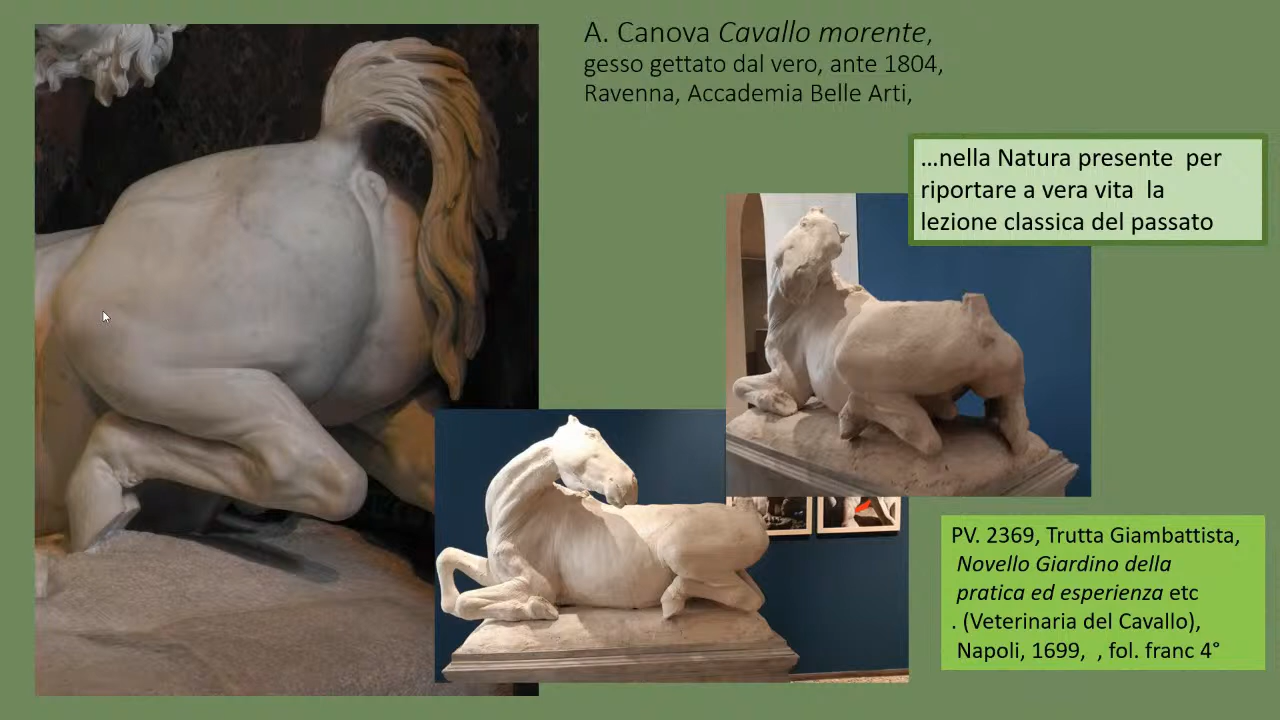 A. Canova Cavallo morente,
gesso gettato dal vero, ante 1804,
Ravenna, Accademia Belle Arti,
…nella Natura presente  per
riportare a vera vita  la
lezione classica del passato
PV. 2369, Trutta Giambattista,
Novello Giardino della
pratica ed esperienza etc
. (Veterinaria del Cavallo),
Napoli, 1699,  , fol. franc 4°